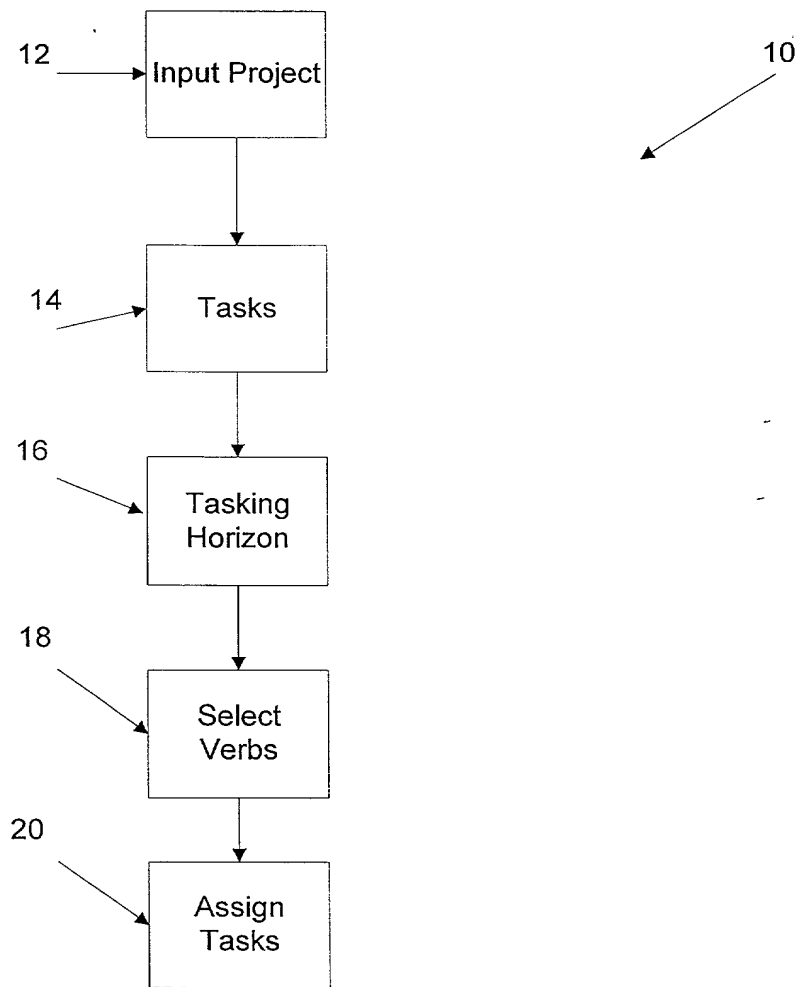 12
Input Project
10
14
Tasks
16
Tasking
Horizon
18
Select
Verbs
20
Assign
Tasks